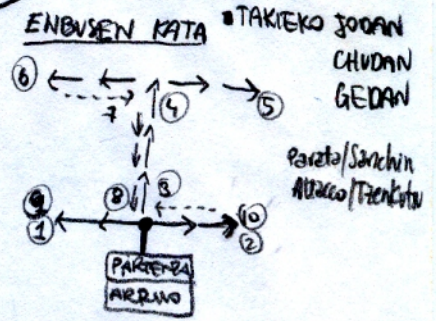 ENBUSEN KATA
• TAKIEKO JODAN
CHUDAN
GEDAN
6
7
4
5
Parata/Sanchin
Attacco/Tzenkutsu
8
3
9
1
10
2
PARTENZA
ARRIVO